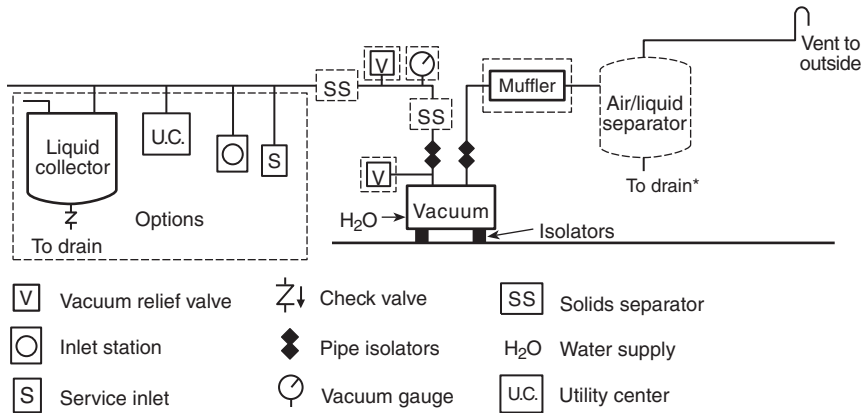 Vent to
outside
V
SS
Muffler
Air/liquid
separator
SS
U.C.
Liquid
collector
S
To drain*
V
Options
H₂O
Vacuum
To drain
Isolators
V Vacuum relief valve
Check valve
SS Solids separator
Inlet station
Pipe isolators
H₂O Water supply
S Service inlet
Vacuum gauge
U.C. Utility center